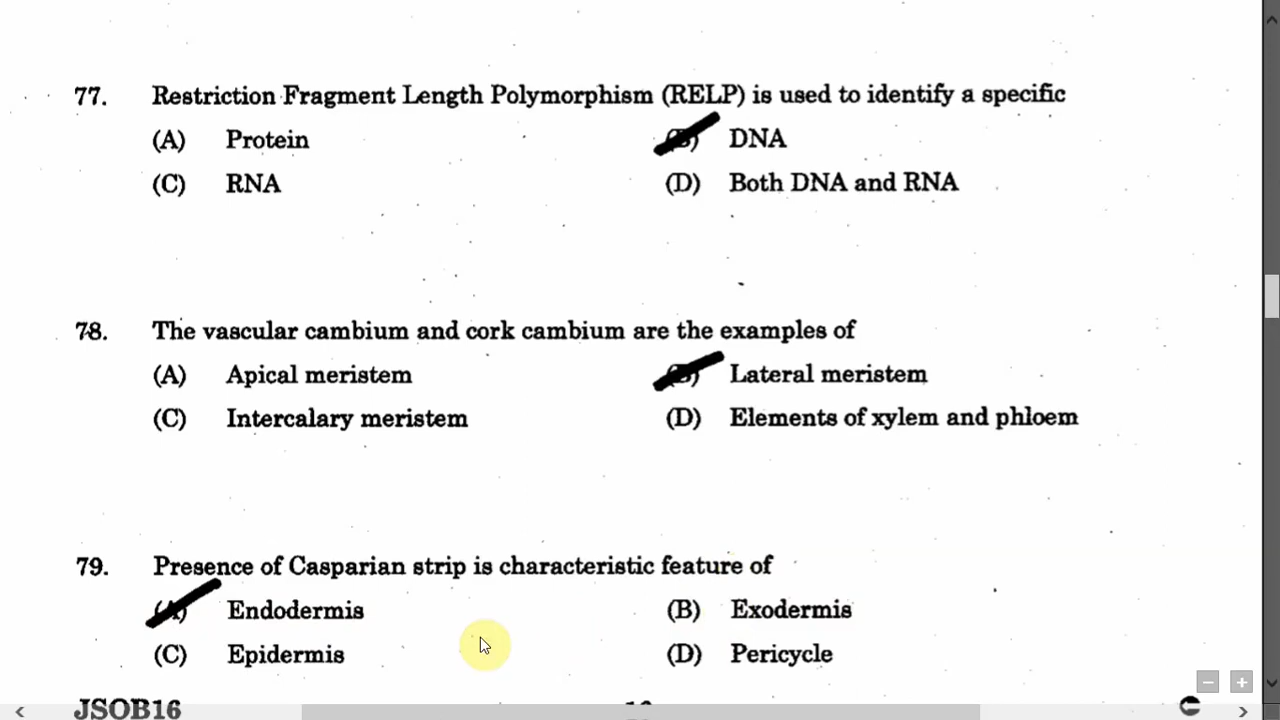 77. Restriction Fragment Length Polymorphism (RELP) is used to identify a specific
(A) Protein (B) DNA
(C) RNA (D) Both DNA and RNA
78. The vascular cambium and cork cambium are the examples of
(A) Apical meristem (B) Lateral meristem
(C) Intercalary meristem (D) Elements of xylem and phloem
79. Presence of Casparian strip is characteristic feature of
(A) Endodermis (B) Exodermis
(C) Epidermis (D) Pericycle
JSOB16